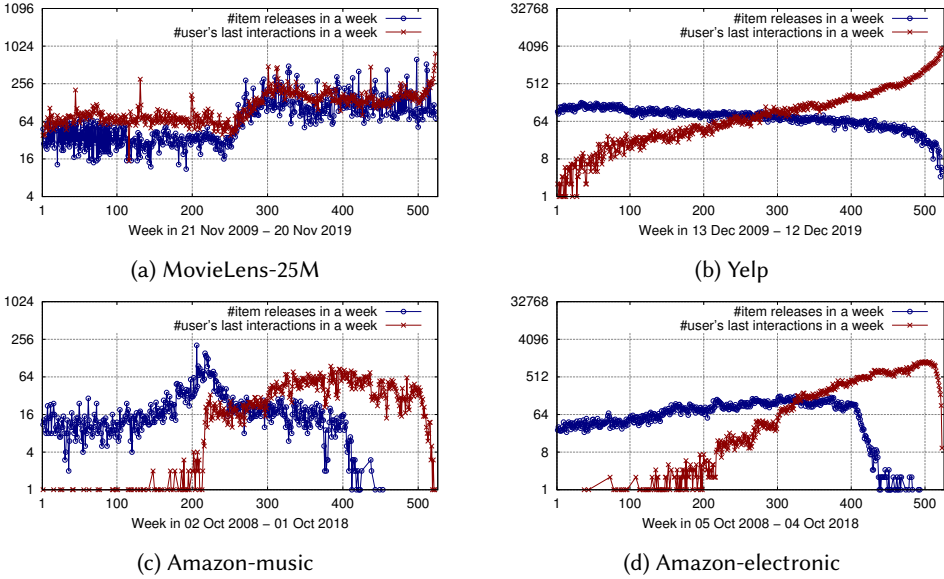 4096
1024
256
64
16
4
#item releases in a week
#user's last interactions in a week
1 100 200 300 400 500
Week in 21 Nov 2009 − 20 Nov 2019
(a) MovieLens-25M
32768
4096
512
64
8
1
#item releases in a week
#user's last interactions in a week
1 100 200 300 400 500
Week in 13 Dec 2009 − 12 Dec 2019
(b) Yelp
1024
256
64
16
4
1
#item releases in a week
#user's last interactions in a week
1 100 200 300 400 500
Week in 02 Oct 2008 − 01 Oct 2018
(c) Amazon-music
32768
4096
512
64
8
1
#item releases in a week
#user's last interactions in a week
1 100 200 300 400 500
Week in 05 Oct 2008 − 04 Oct 2018
(d) Amazon-electronic